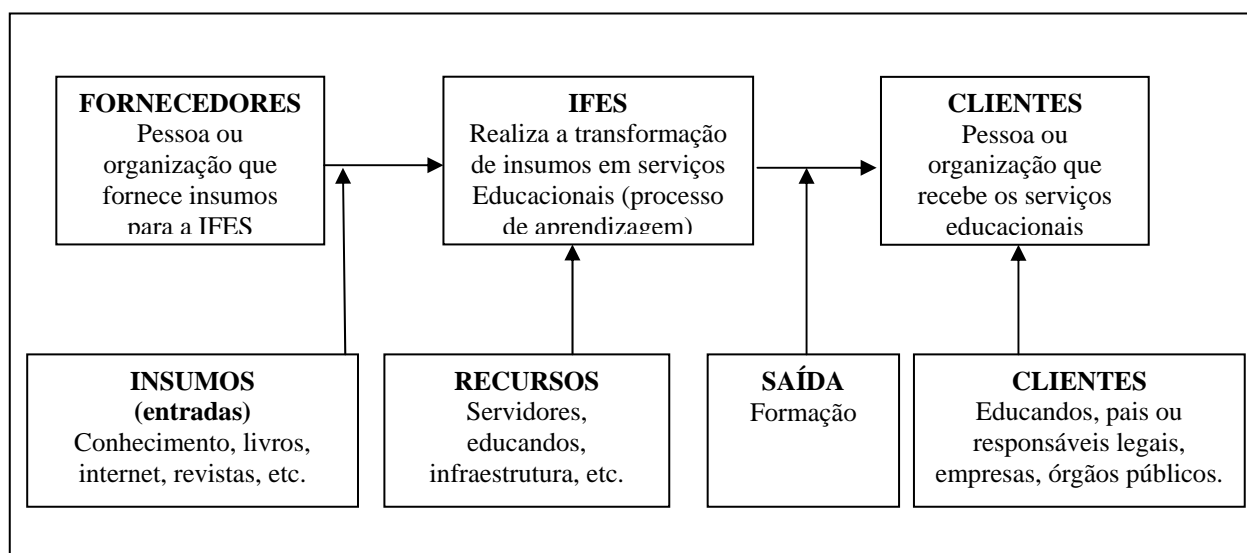 FORNECEDORES
Pessoa ou
organização que
fornece insumos
para a IFES
IFES
Realiza a transformação
de insumos em serviços
Educacionais (processo
de aprendizagem)
CLIENTES
Pessoa ou
organização que
recebe os serviços
educacionais
INSUMOS
(entradas)
Conhecimento, livros,
internet, revistas, etc.
RECURSOS
Servidores,
educandos,
infraestrutura, etc.
SAÍDA
Formação
CLIENTES
Educandos, pais ou
responsáveis legais,
empresas, órgãos públicos.